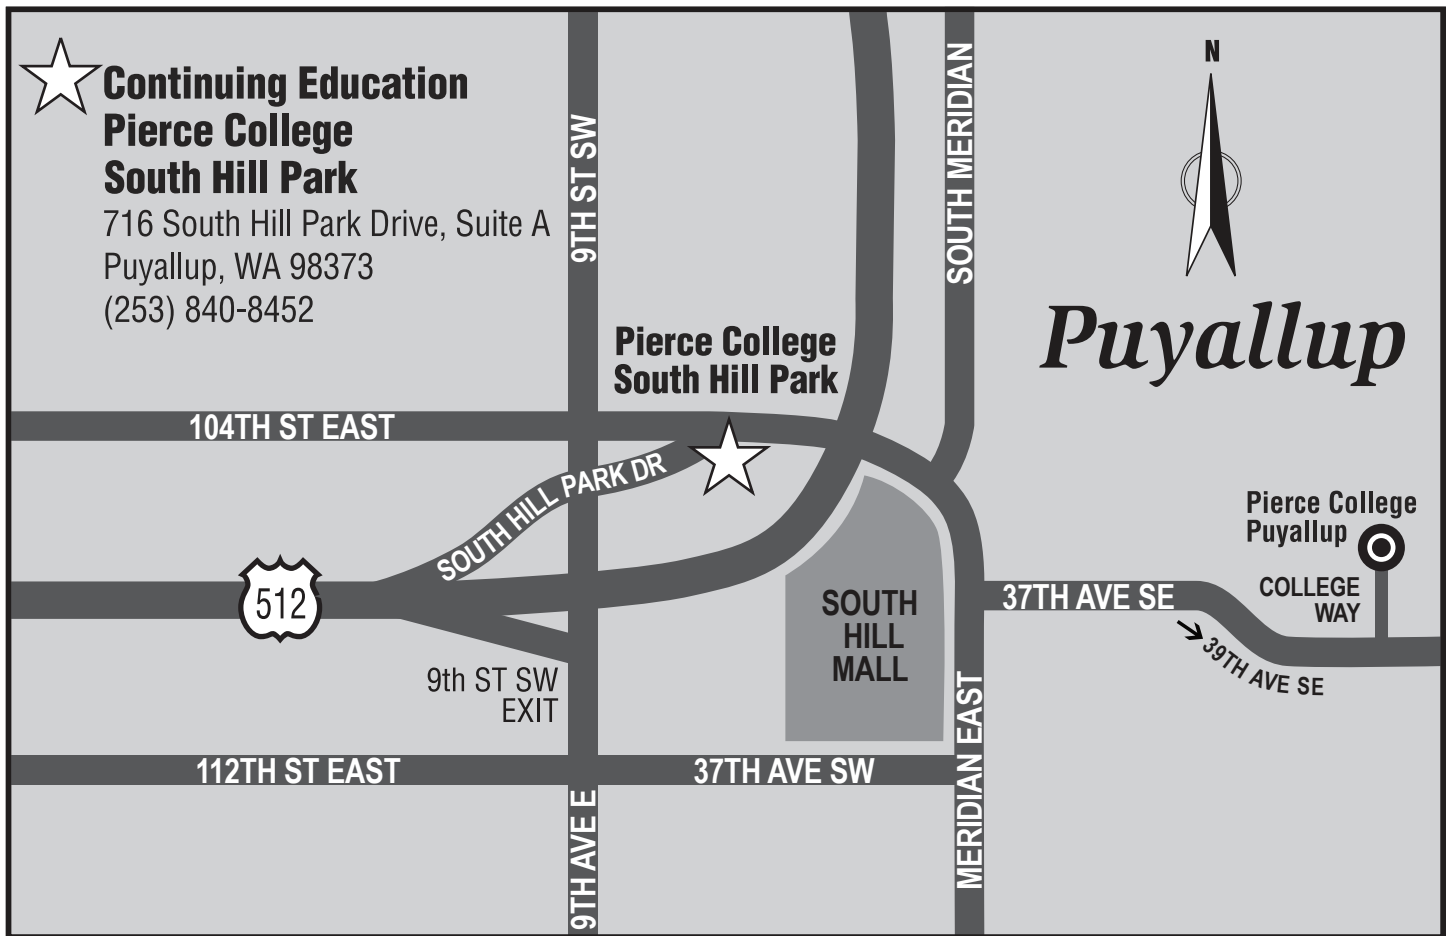 Continuing Education
Pierce College
South Hill Park
716 South Hill Park Drive, Suite A
Puyallup, WA 98373
(253) 840-8452
9TH ST SW
SOUTH MERIDIAN
N
Puyallup
Pierce College
South Hill Park
104TH ST EAST
SOUTH HILL PARK DR
Pierce College
Puyallup
512
SOUTH
HILL
MALL
37TH AVE SE
COLLEGE
WAY
39TH AVE SE
9th ST SW
EXIT
112TH ST EAST
37TH AVE SW
MERIDIAN EAST
9TH AVE E